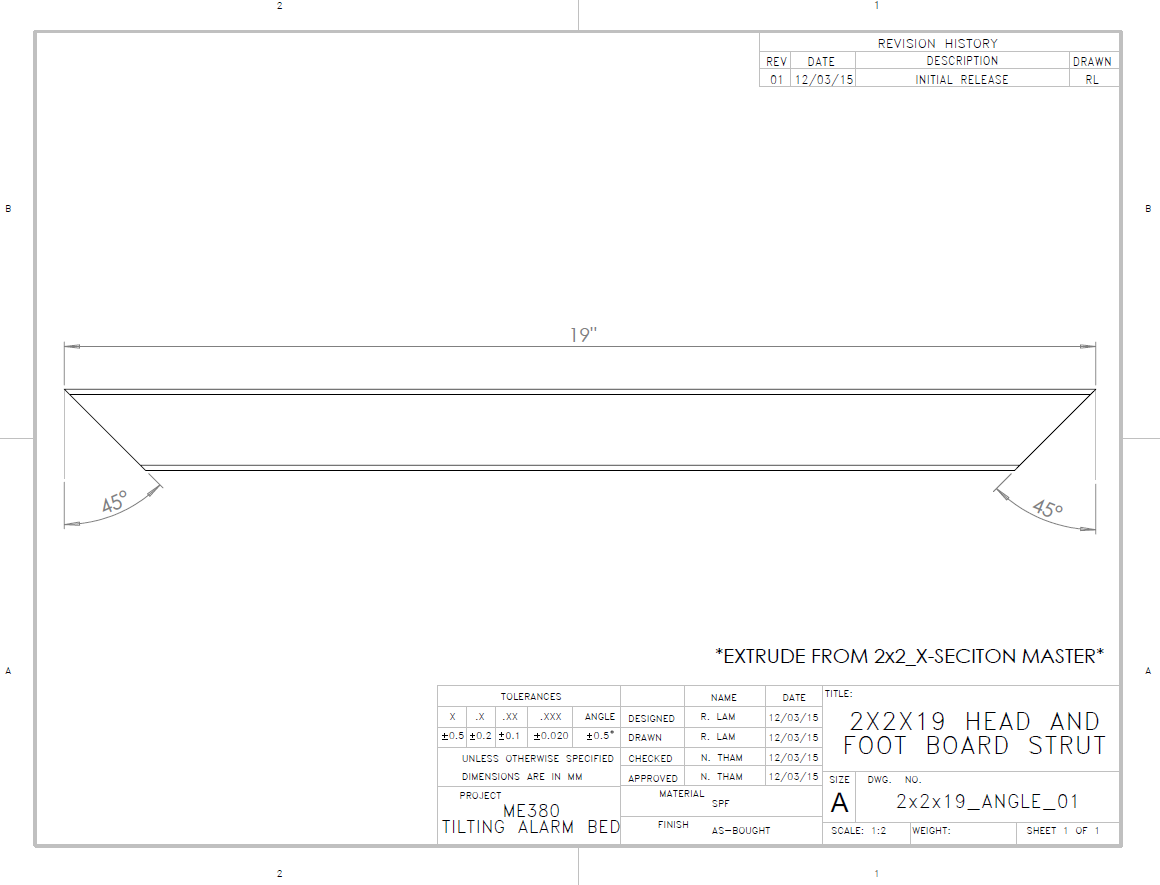 2 1
REVISION HISTORY
REV DATE DESCRIPTION DRAWN
01 12/03/15 INITIAL RELEASE RL
B B
19"
45° 45°
*EXTRUDE FROM 2x2_X-SECITON MASTER*
A A
TOLERANCES
X .X .XX .XXX ANGLE
±0.5 ±0.2 ±0.1 ±0.020 ±0.5°
UNLESS OTHERWISE SPECIFIED
DIMENSIONS ARE IN MM
PROJECT
ME380
TILTING ALARM BED
NAME DATE
DESIGNED R. LAM 12/03/15
DRAWN R. LAM 12/03/15
CHECKED N. THAM 12/03/15
APPROVED N. THAM 12/03/15
MATERIAL
SPF
FINISH
AS-BOUGHT
TITLE:
2X2X19 HEAD AND
FOOT BOARD STRUT
SIZE DWG. NO.
A 2x2x19_ANGLE_01
SCALE: 1:2 WEIGHT: SHEET 1 OF 1
2 1